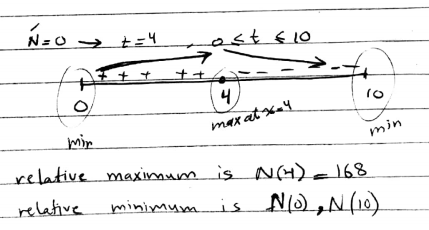 N'=0 → t=4 , 0 ≤ t ≤ 10
+ + + + + − − − − −
0 4 10
min max at x=4 min
relative maximum is N(4) = 168
relative minimum is N(0), N(10)